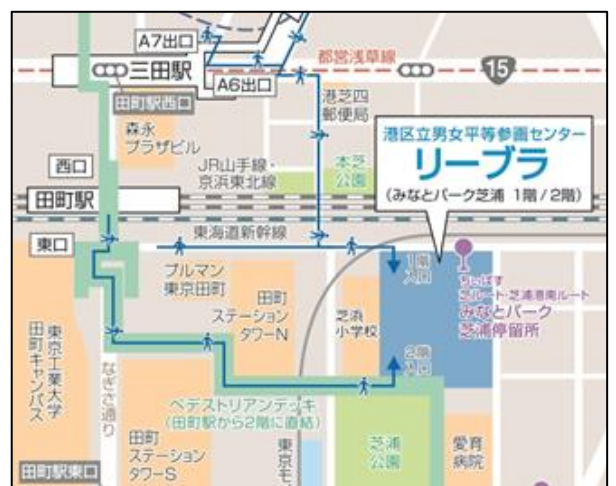 A7出口
三田駅
都営浅草線
15
田町駅西口
A6出口
港芝四
郵便局
森永
プラザビル
港区立男女平等参画センター
リーブラ
(みなとパーク芝浦 1階/2階)
西口
JR山手線・
京浜東北線
本芝
公園
田町駅
東口
東海道新幹線
プルマン
東京田町
1階
入口
ちぃばす
芝ルート・芝浦港南ルート
みなとパーク
芝浦停留所
田町
ステーション
タワーN
芝浜
小学校
東京工業大学
田町キャンパス
2階
入口
なぎさ通り
ペデストリアンデッキ
(田町駅から2階に直結)
田町
ステーション
タワーS
東京モ
芝浦
公園
愛育
病院
田町駅東口